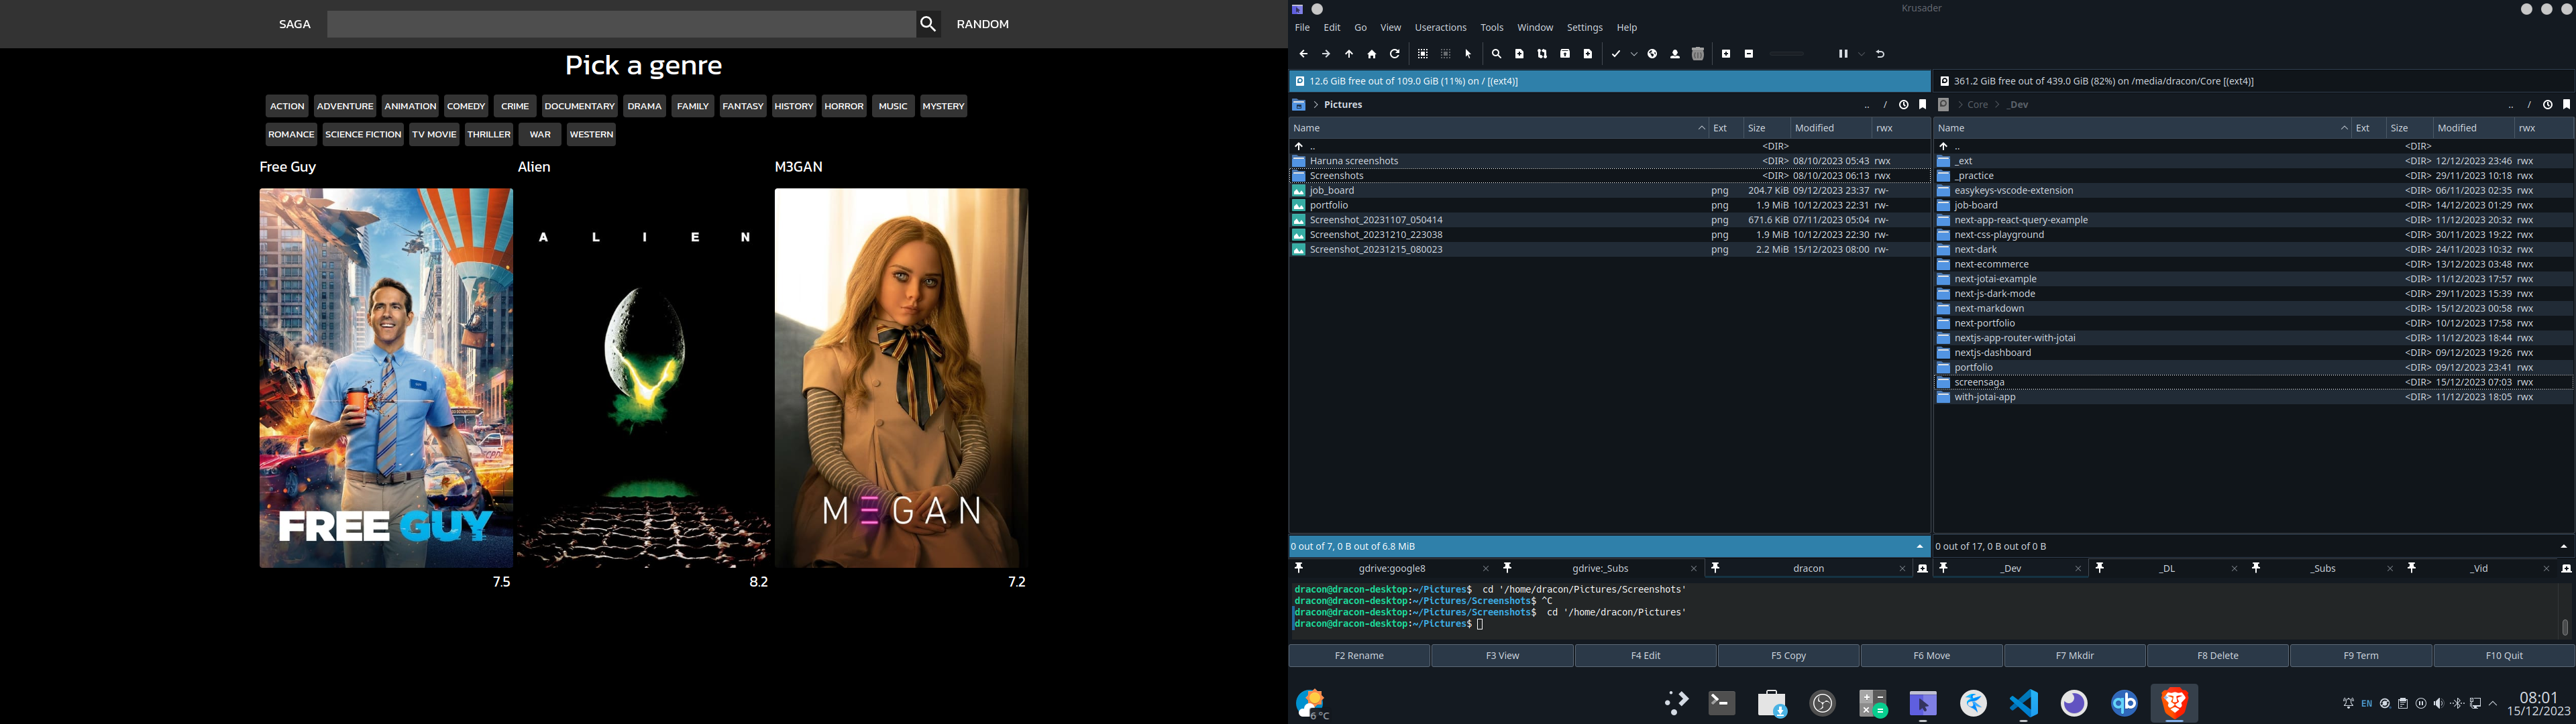 SAGA RANDOM
Pick a genre
ACTION ADVENTURE ANIMATION COMEDY CRIME DOCUMENTARY DRAMA FAMILY FANTASY HISTORY HORROR MUSIC MYSTERY
ROMANCE SCIENCE FICTION TV MOVIE THRILLER WAR WESTERN
Free Guy Alien M3GAN
A L I E N
FREE GUY
MEGAN
7.5 8.2 7.2
Krusader
File Edit Go View Useractions Tools Window Settings Help
12.6 GiB free out of 109.0 GiB (11%) on / [(ext4)]
> Pictures .. /
Name Ext Size Modified rwx
.. <DIR>
Haruna screenshots <DIR> 08/10/2023 05:43 rwx
Screenshots <DIR> 08/10/2023 06:13 rwx
job_board png 204.7 KiB 09/12/2023 23:37 rw-
portfolio png 1.9 MiB 10/12/2023 22:31 rw-
Screenshot_20231107_050414 png 671.6 KiB 07/11/2023 05:04 rw-
Screenshot_20231210_223038 png 1.9 MiB 10/12/2023 22:30 rw-
Screenshot_20231215_080023 png 2.2 MiB 15/12/2023 08:00 rw-
0 out of 7, 0 B out of 6.8 MiB
gdrive:google8 gdrive:_Subs dracon
361.2 GiB free out of 439.0 GiB (82%) on /media/dracon/Core [(ext4)]
> Core > _Dev .. /
Name Ext Size Modified rwx
.. <DIR>
_ext <DIR> 12/12/2023 23:46 rwx
_practice <DIR> 29/11/2023 10:18 rwx
easykeys-vscode-extension <DIR> 06/11/2023 02:35 rwx
job-board <DIR> 14/12/2023 01:29 rwx
next-app-react-query-example <DIR> 11/12/2023 20:32 rwx
next-css-playground <DIR> 30/11/2023 19:22 rwx
next-dark <DIR> 24/11/2023 10:32 rwx
next-ecommerce <DIR> 13/12/2023 03:48 rwx
next-jotai-example <DIR> 11/12/2023 17:57 rwx
next-js-dark-mode <DIR> 29/11/2023 15:39 rwx
next-markdown <DIR> 15/12/2023 00:58 rwx
next-portfolio <DIR> 10/12/2023 17:58 rwx
nextjs-app-router-with-jotai <DIR> 11/12/2023 18:44 rwx
nextjs-dashboard <DIR> 09/12/2023 19:26 rwx
portfolio <DIR> 09/12/2023 23:41 rwx
screensaga <DIR> 15/12/2023 07:03 rwx
with-jotai-app <DIR> 11/12/2023 18:05 rwx
0 out of 17, 0 B out of 0 B
_Dev _DL _Subs _Vid
dracon@dracon-desktop:~/Pictures$ cd '/home/dracon/Pictures/Screenshots'
dracon@dracon-desktop:~/Pictures/Screenshots$ ^C
dracon@dracon-desktop:~/Pictures/Screenshots$ cd '/home/dracon/Pictures'
dracon@dracon-desktop:~/Pictures$
F2 Rename F3 View F4 Edit F5 Copy F6 Move F7 Mkdir F8 Delete F9 Term F10 Quit
6 °C qb EN 08:01
15/12/2023